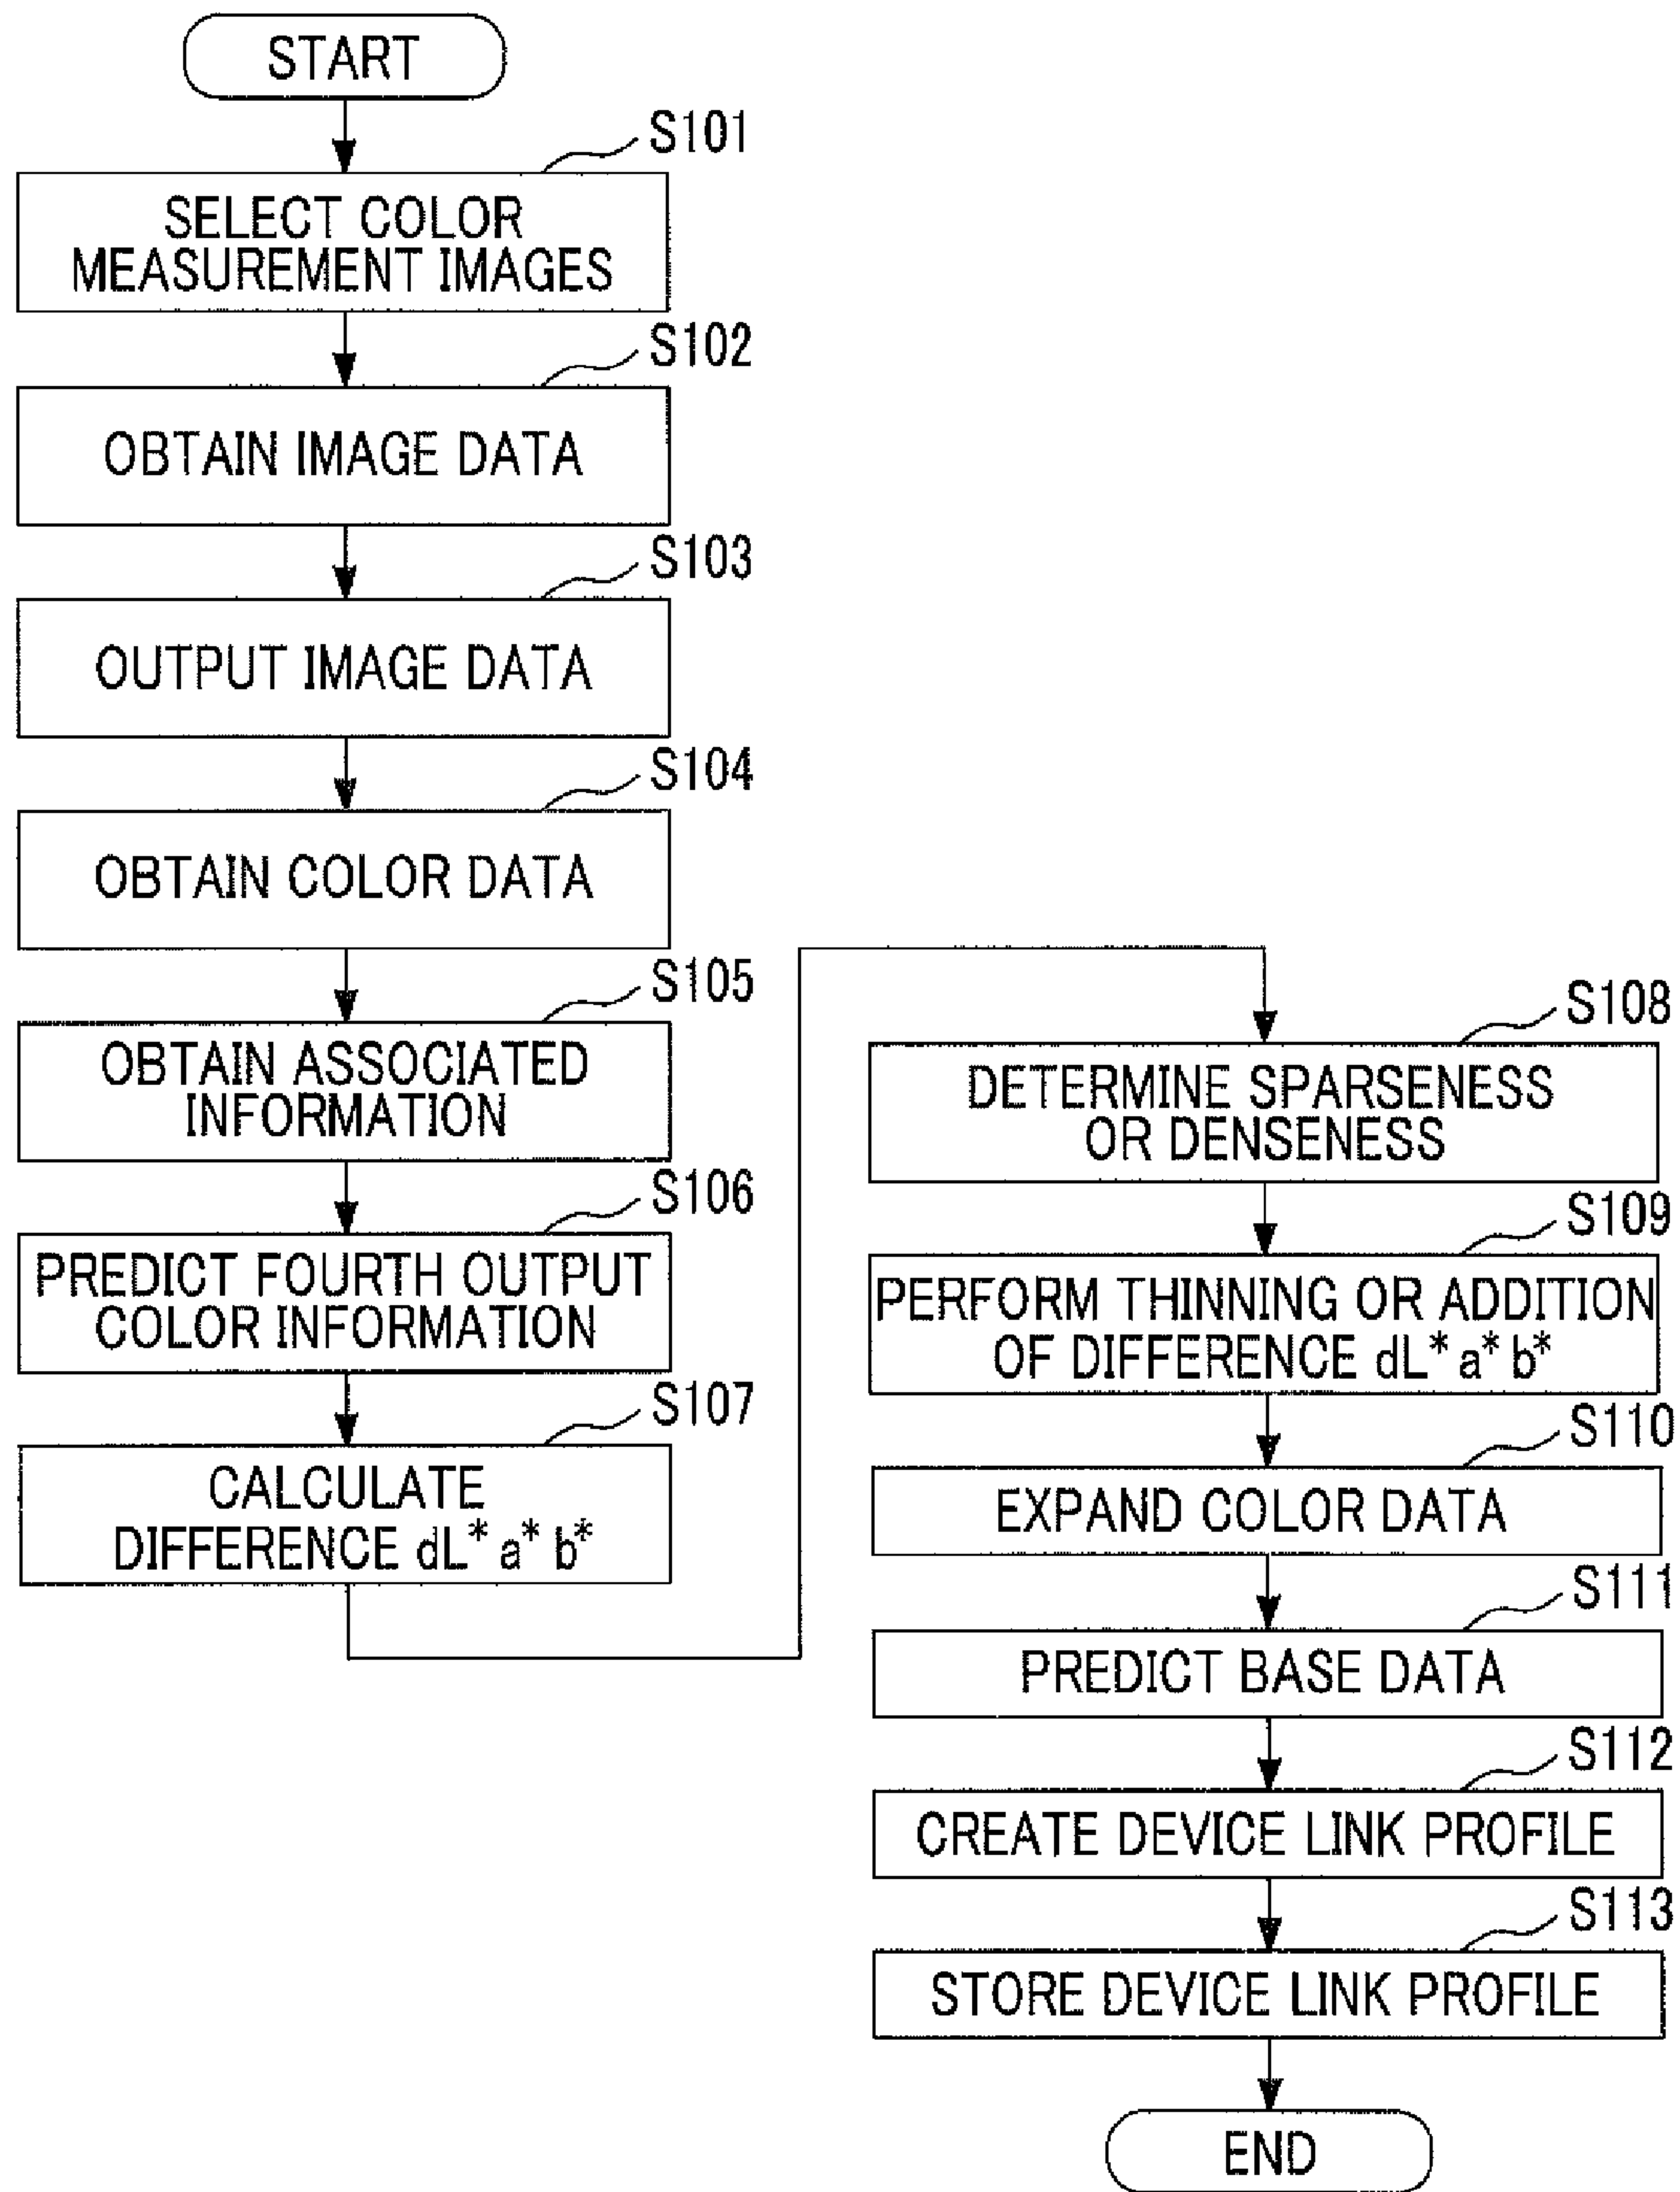 START
S101
SELECT COLOR
MEASUREMENT IMAGES
S102
OBTAIN IMAGE DATA
S103
OUTPUT IMAGE DATA
S104
OBTAIN COLOR DATA
S105
OBTAIN ASSOCIATED
INFORMATION
S106
PREDICT FOURTH OUTPUT
COLOR INFORMATION
S107
CALCULATE
DIFFERENCE dL* a* b*
S108
DETERMINE SPARSENESS
OR DENSENESS
S109
PERFORM THINNING OR ADDITION
OF DIFFERENCE dL* a* b*
S110
EXPAND COLOR DATA
S111
PREDICT BASE DATA
S112
CREATE DEVICE LINK PROFILE
S113
STORE DEVICE LINK PROFILE
END